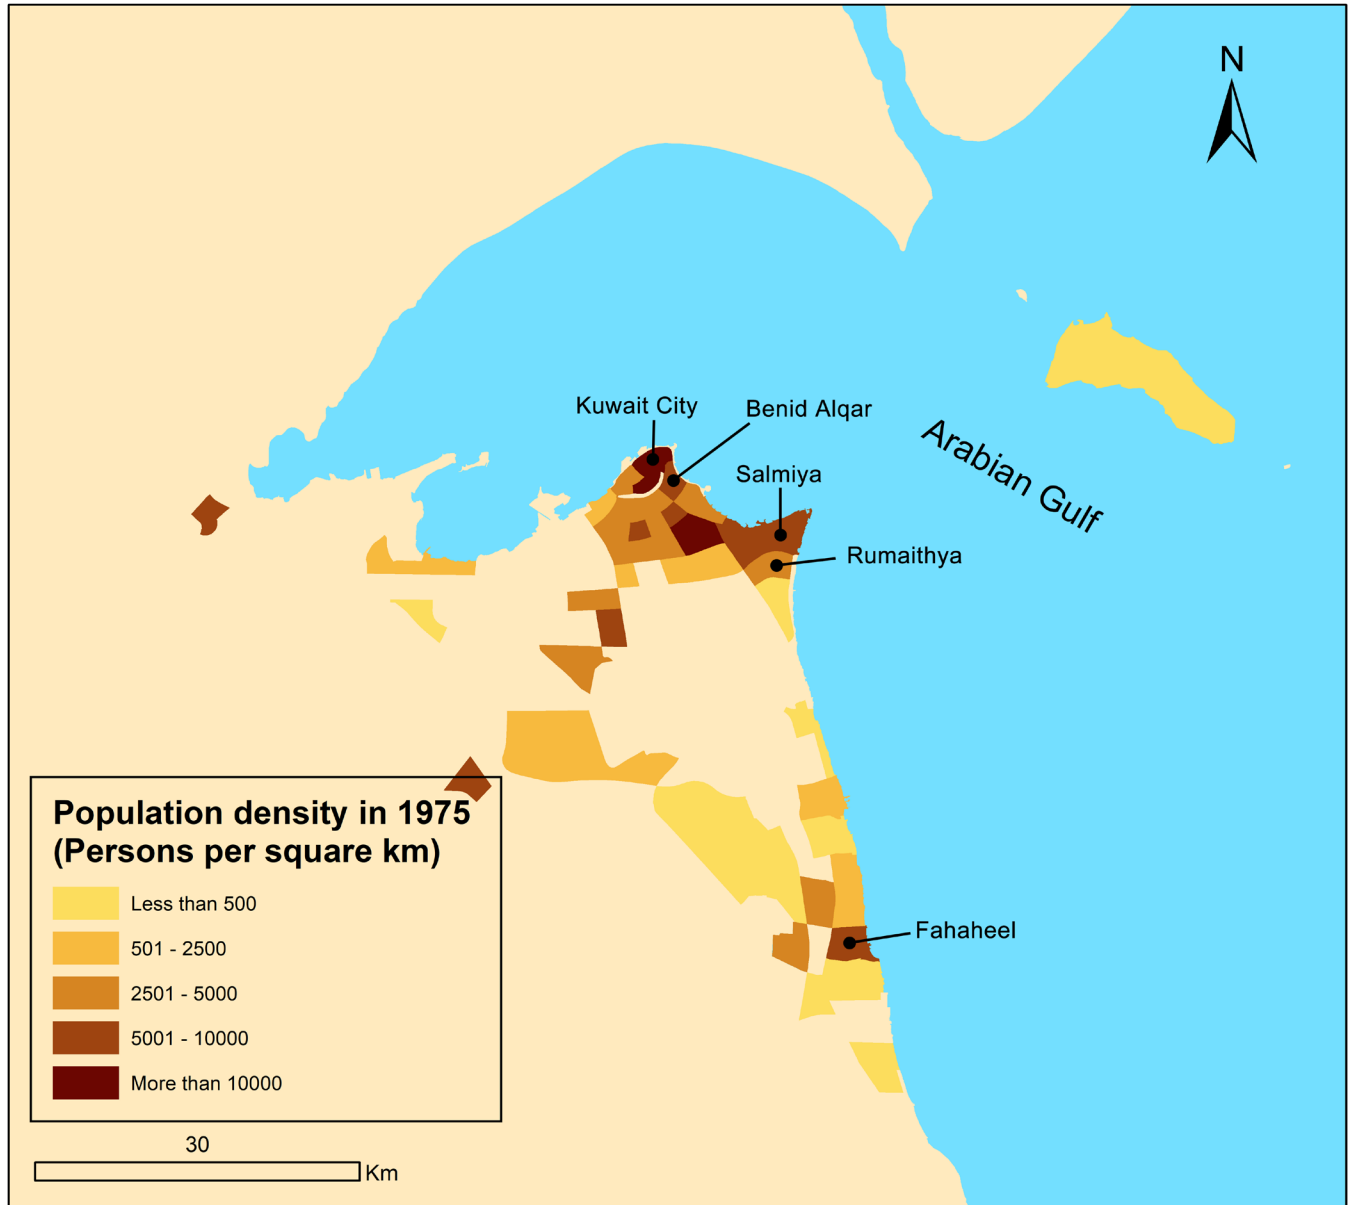 N
Kuwait City
Benid Alqar
Salmiya
Arabian Gulf
Rumaithya
Fahaheel
Population density in 1975
(Persons per square km)
Less than 500
501 - 2500
2501 - 5000
5001 - 10000
More than 10000
30
Km